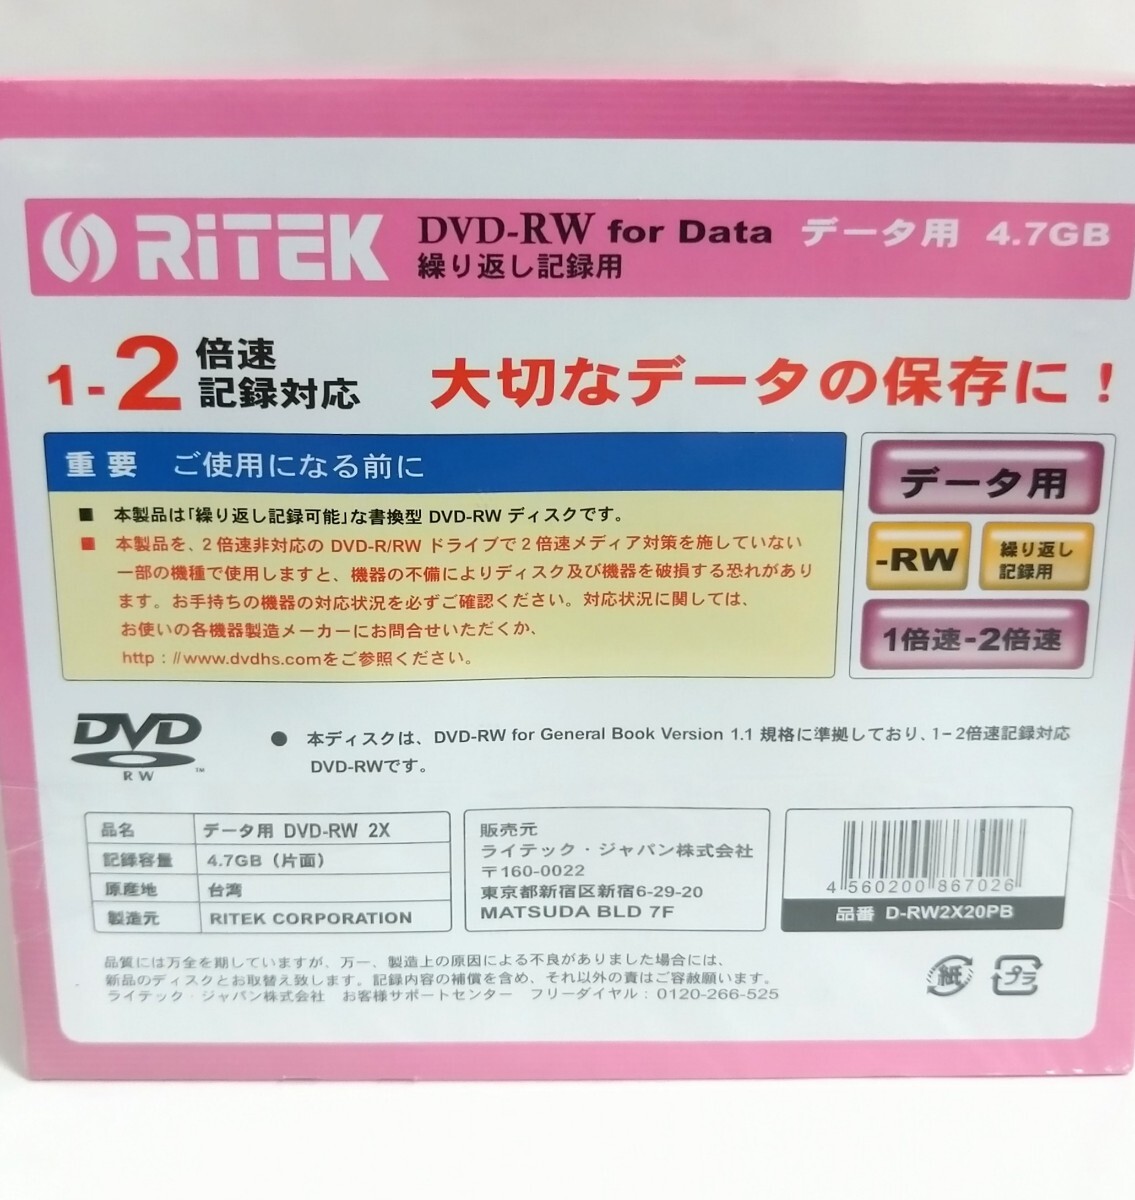 RiTEK DVD-RW for Data データ用 4.7GB
繰り返し記録用
1-2 倍速
記録対応
大切なデータの保存に！
重要 ご使用になる前に
■ 本製品は「繰り返し記録可能」な書換型 DVD-RW ディスクです。
■ 本製品を、2倍速非対応の DVD-R/RW ドライブで2倍速メディア対策を施していない
一部の機種で使用しますと、機器の不備によりディスク及び機器を破損する恐れがあり
ます。お手持ちの機器の対応状況を必ずご確認ください。対応状況に関しては、
お使いの各機器製造メーカーにお問合せいただくか、
http：//www.dvdhs.comをご参照ください。
データ用
-RW
繰り返し
記録用
1倍速-2倍速
DVD
RW ™
● 本ディスクは、DVD-RW for General Book Version 1.1 規格に準拠しており、1-2倍速記録対応
DVD-RWです。
品名 データ用 DVD-RW 2X
記録容量 4.7GB（片面）
原産地 台湾
製造元 RITEK CORPORATION
販売元
ライテック・ジャパン株式会社
〒160-0022
東京都新宿区新宿6-29-20
MATSUDA BLD 7F
4 560200 867026
品番 D-RW2X20PB
品質には万全を期していますが、万一、製造上の原因による不良がありました場合には、
新品のディスクとお取替え致します。記録内容の補償を含め、それ以外の責はご容赦願います。
ライテック・ジャパン株式会社 お客様サポートセンター フリーダイヤル：0120-266-525
紙
プラ